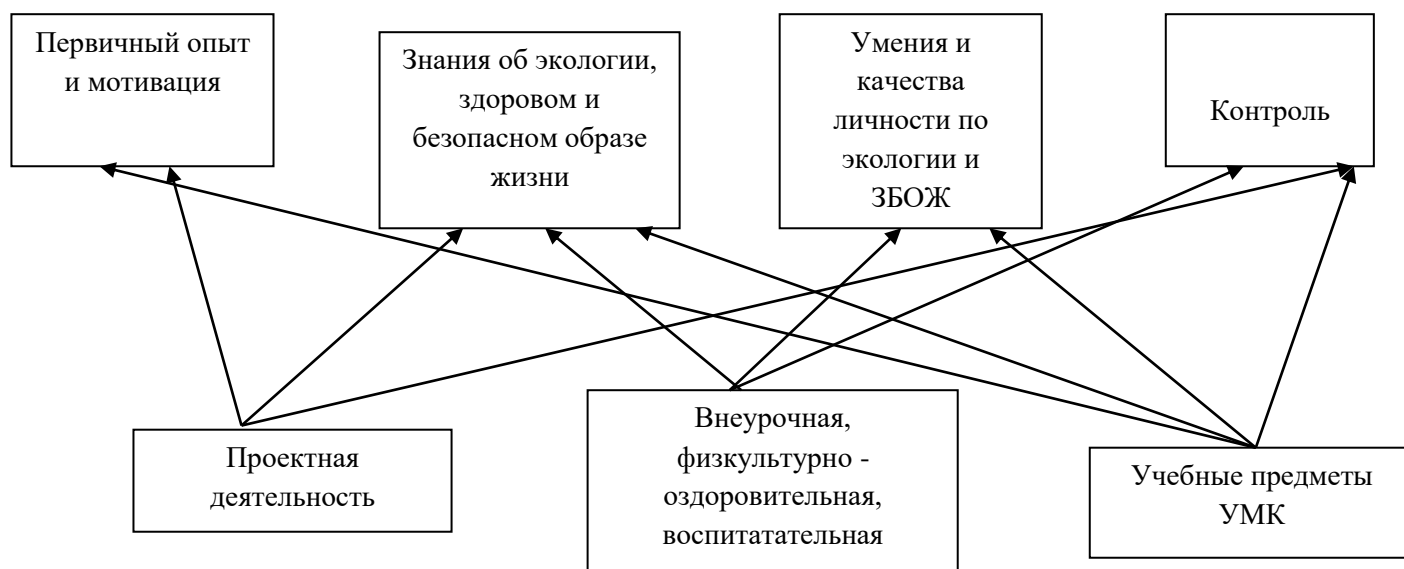 Первичный опыт
и мотивация
Знания об экологии,
здоровом и
безопасном образе
жизни
Умения и
качества
личности по
экологии и
ЗБОЖ
Контроль
Проектная
деятельность
Внеурочная,
физкультурно -
оздоровительная,
воспитатательная
Учебные предметы
УМК